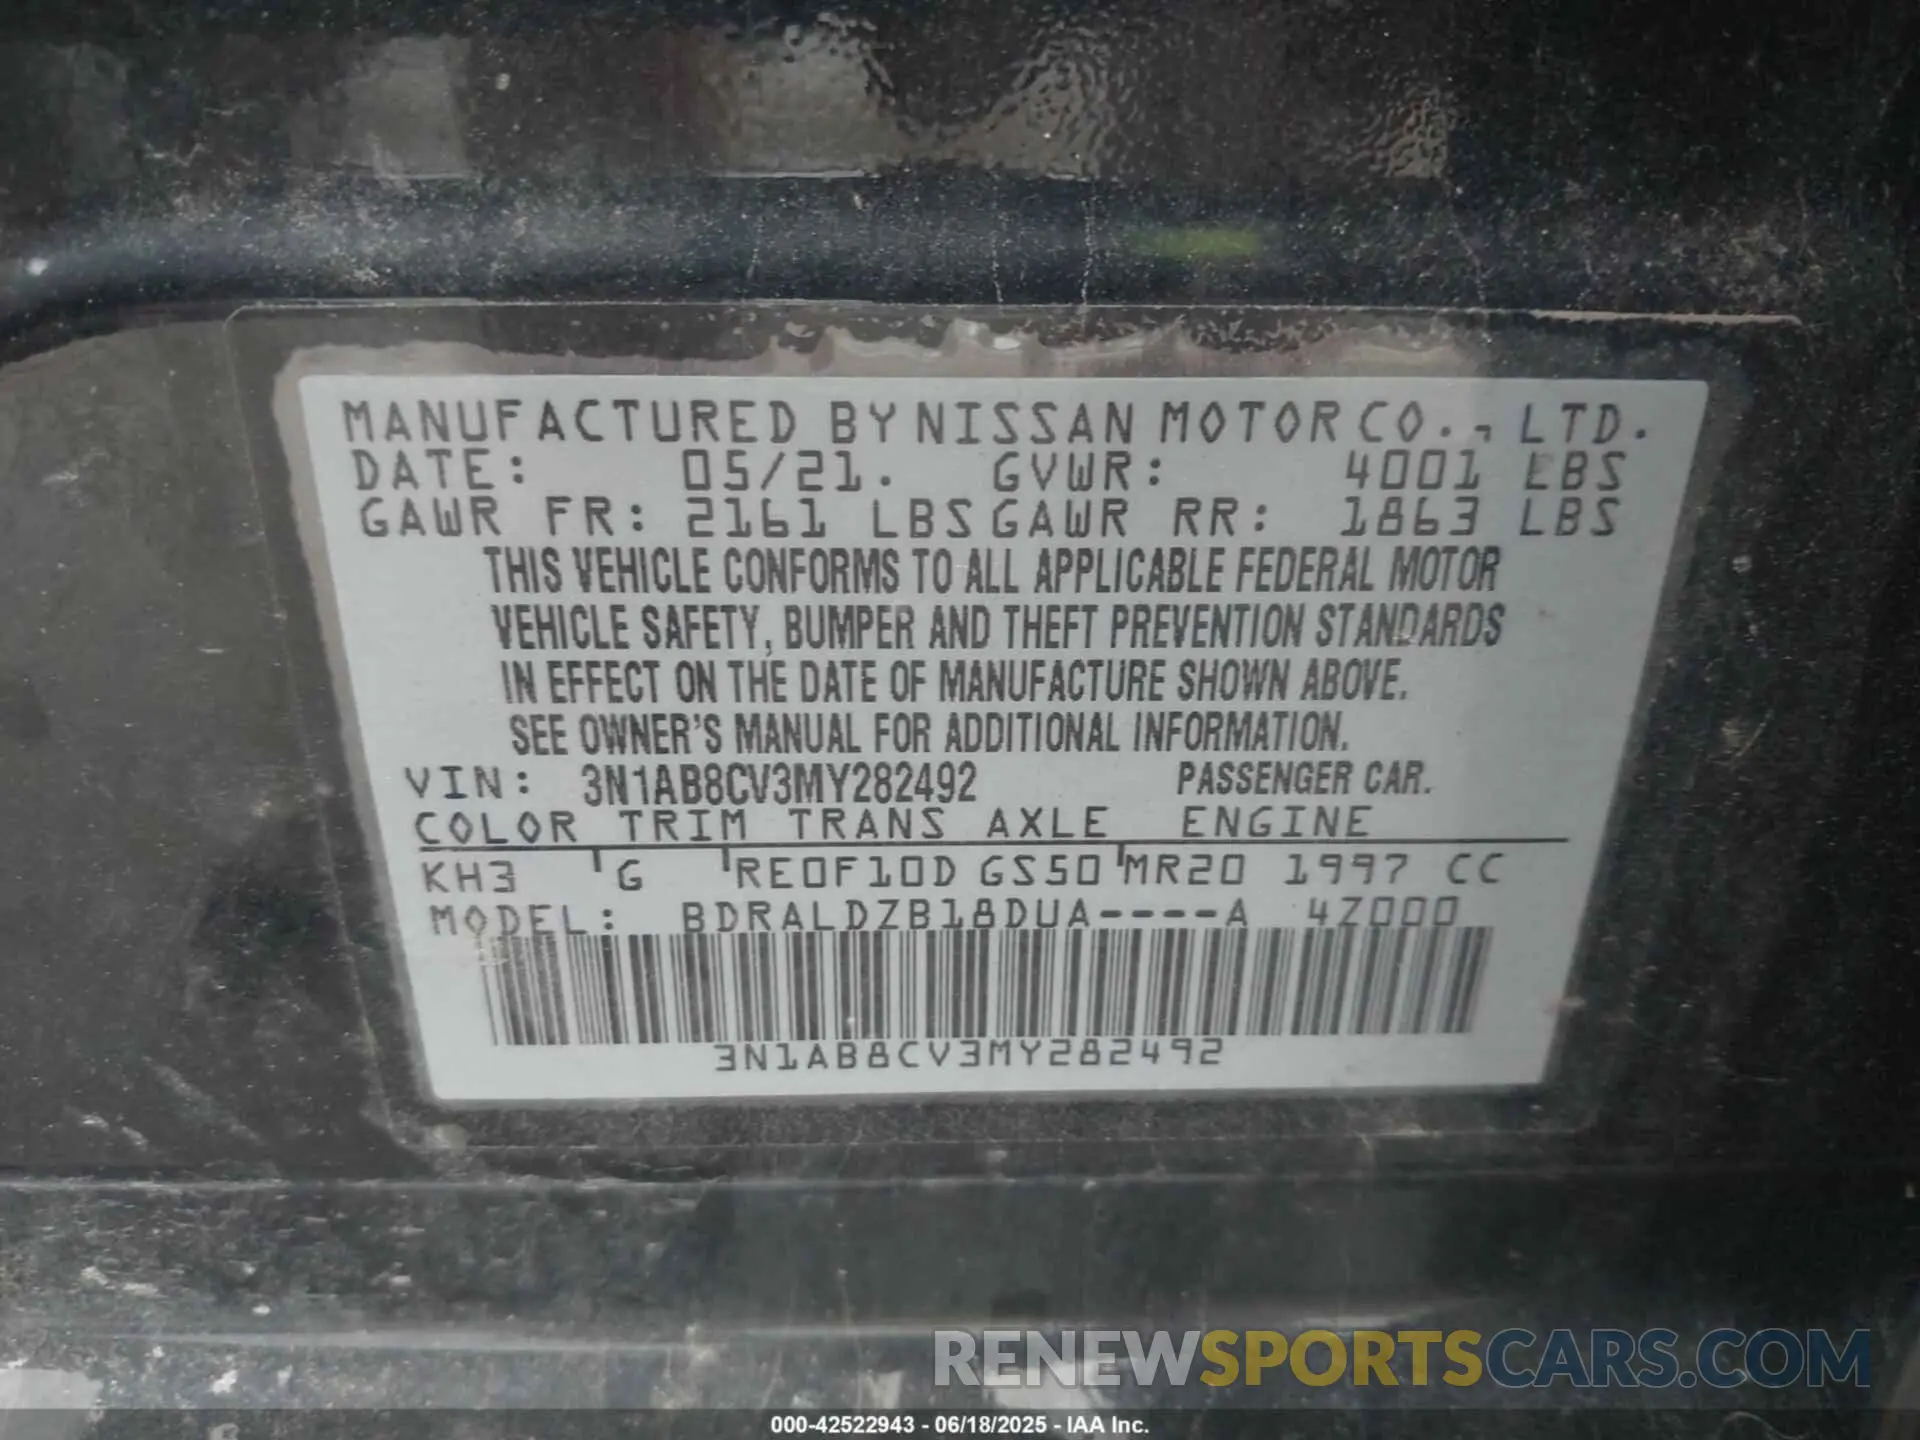 MANUFACTURED BY NISSAN MOTOR CO., LTD.
DATE: 05/21. GVWR: 4001 LBS
GAWR FR: 2161 LBS GAWR RR: 1863 LBS
THIS VEHICLE CONFORMS TO ALL APPLICABLE FEDERAL MOTOR
VEHICLE SAFETY, BUMPER AND THEFT PREVENTION STANDARDS
IN EFFECT ON THE DATE OF MANUFACTURE SHOWN ABOVE.
SEE OWNER'S MANUAL FOR ADDITIONAL INFORMATION.
VIN: 3N1AB8CV3MY282492 PASSENGER CAR.
COLOR TRIM TRANS AXLE ENGINE
KH3 G RE0F10D GS50 MR20 1997 CC
MODEL: BDRALDZB18DUA----A 4Z000
3N1AB8CV3MY282492
RENEWSPORTSCARS.COM
000-42522943 - 06/18/2025 - IAA Inc.